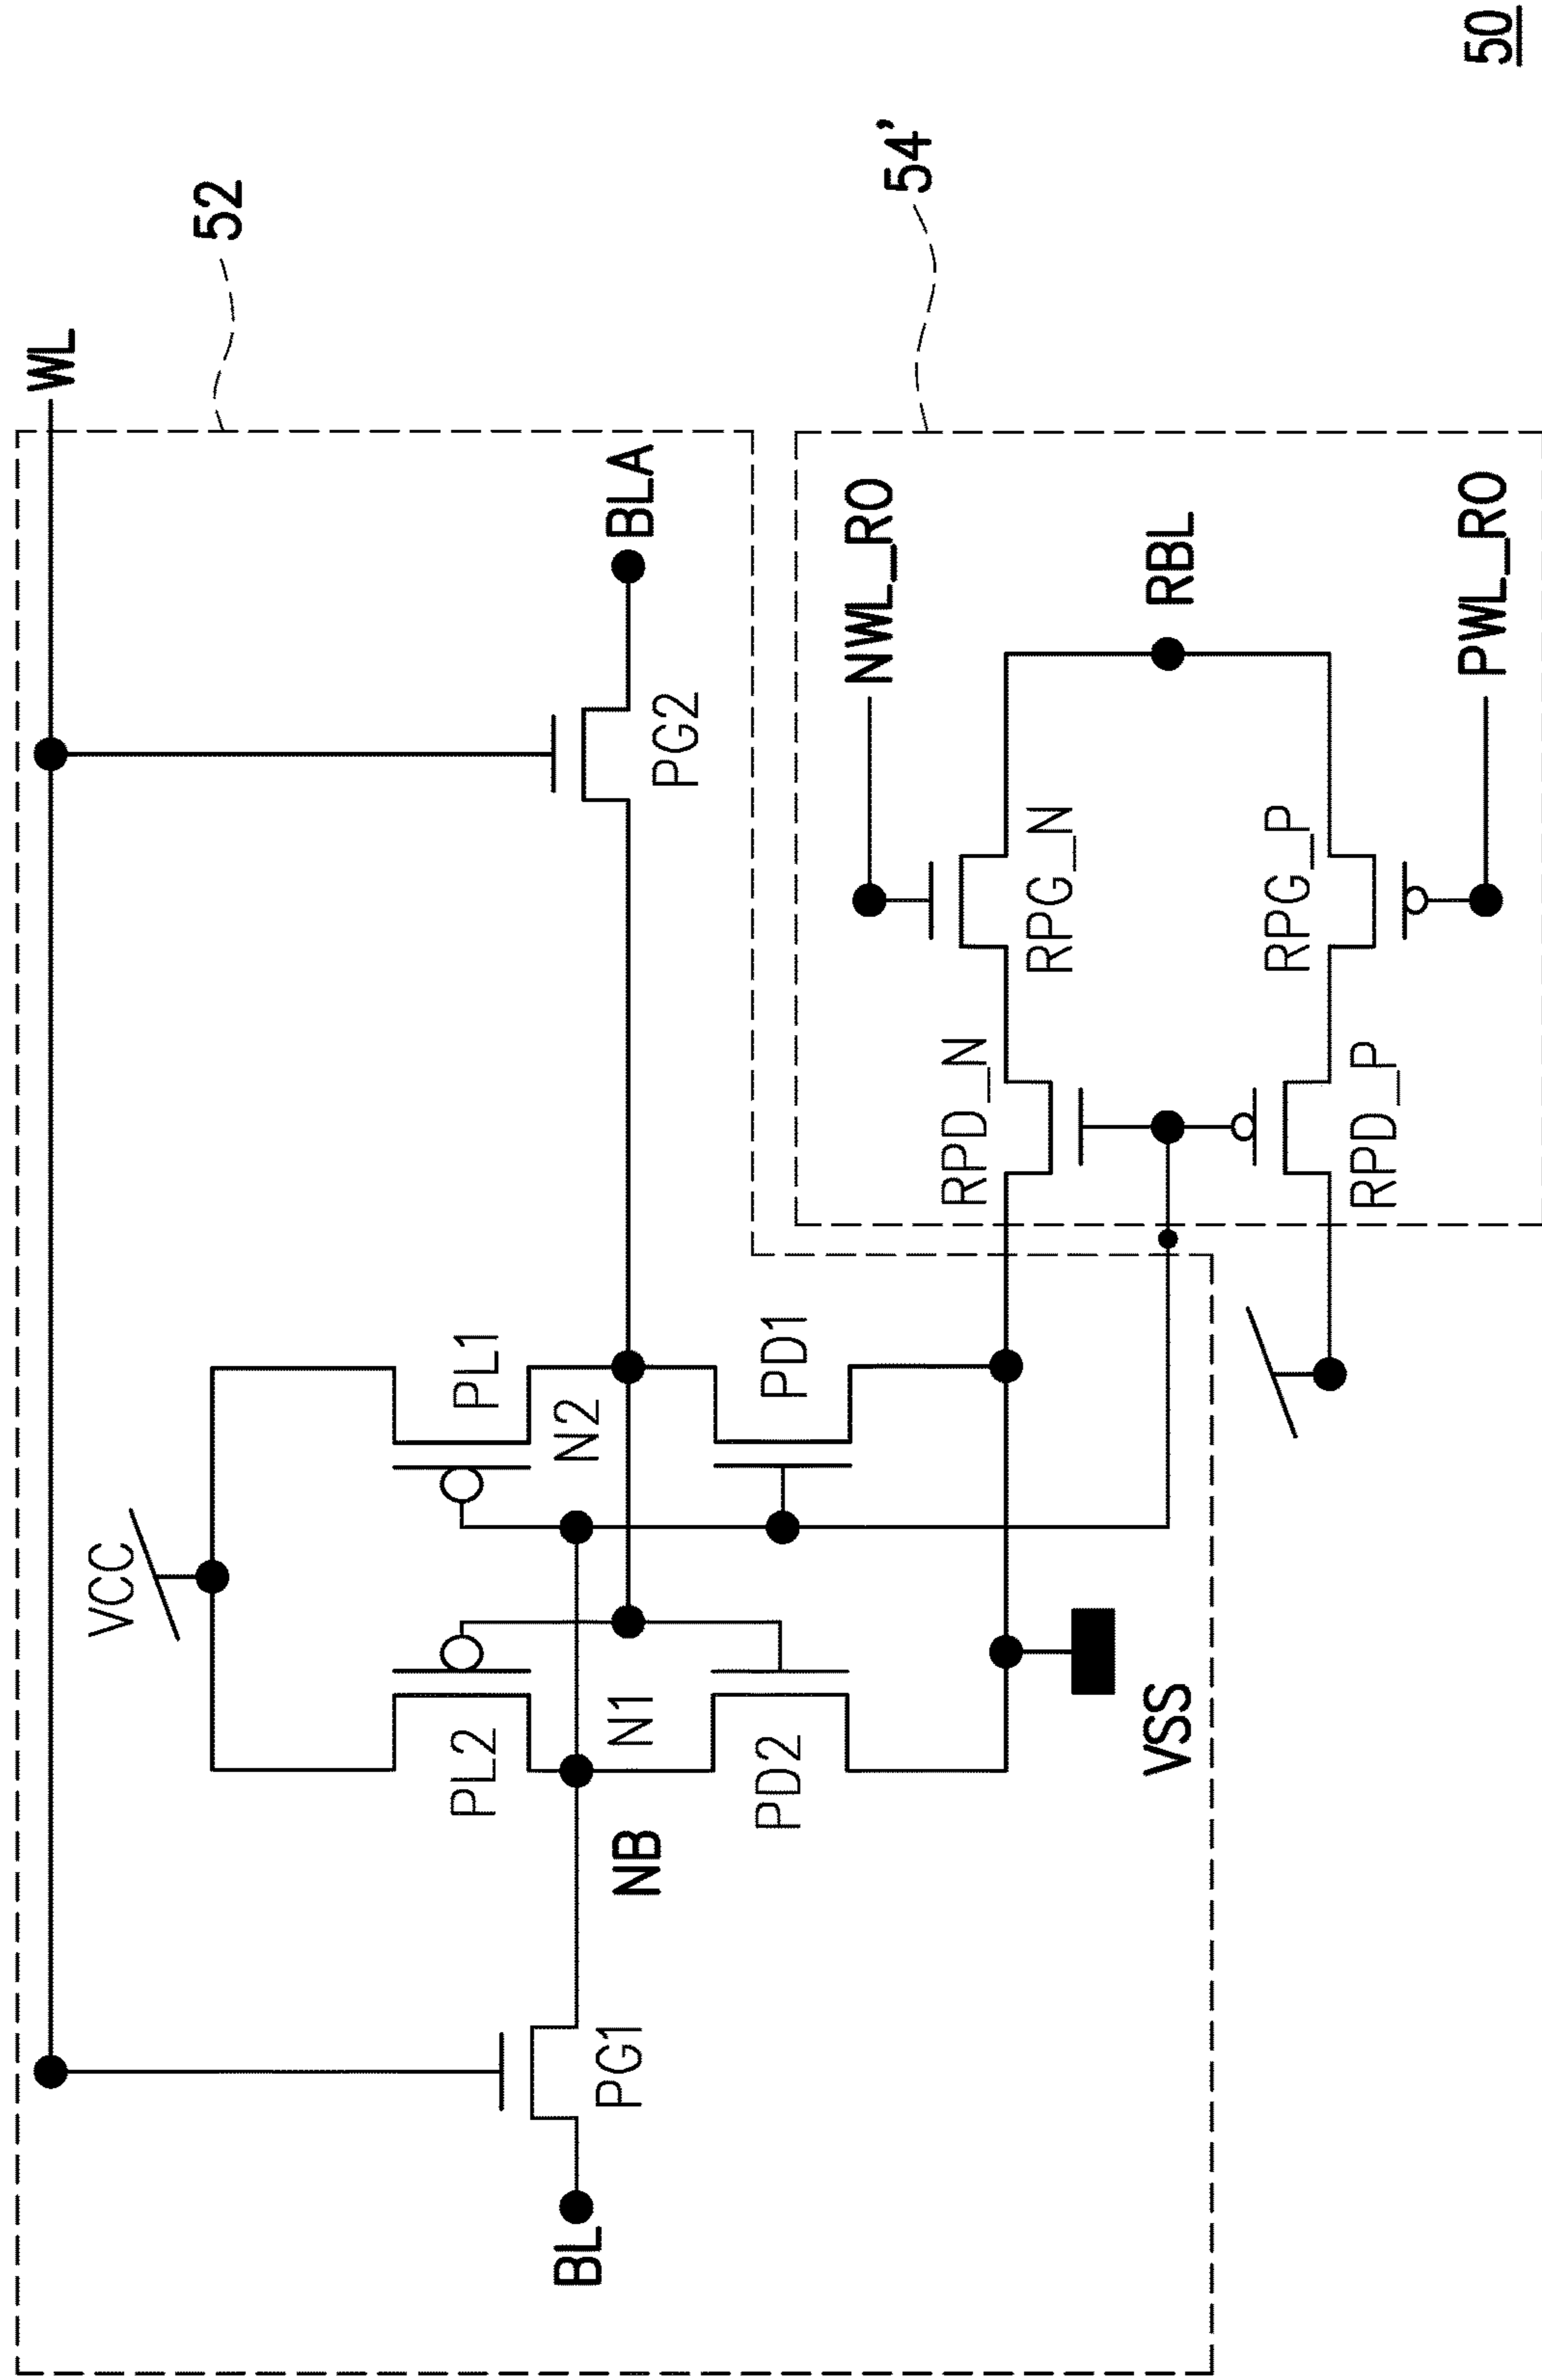 50
WL
52
54'
BLA
PG2
VCC
PL1
N2
PL2
N1
NB
PD1
PD2
PG1
BL
VSS
NWL_RO
RBL
PWL_RO
RPG_N
RPG_P
RPD_N
RPD_P